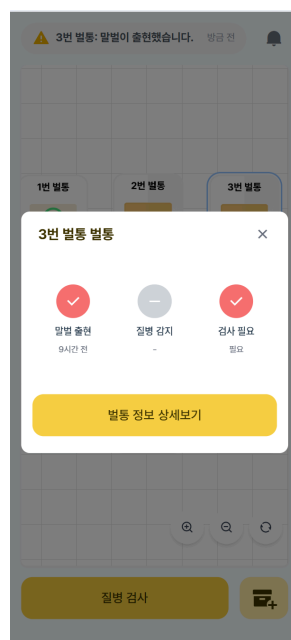 3번 벌통: 말벌이 출현했습니다. 방금 전
1번 벌통 2번 벌통 3번 벌통
3번 벌통 벌통
말벌 출현 질병 감지 검사 필요
9시간 전 - 필요
벌통 정보 상세보기
질병 검사